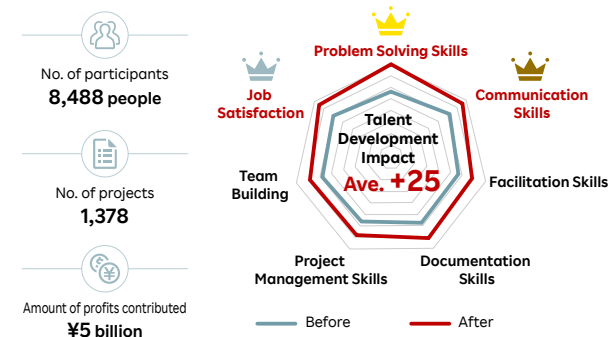 No. of participants
8,488 people
No. of projects
1,378
Amount of profits contributed
¥5 billion
Problem Solving Skills
Job
Satisfaction
Communication
Skills
Talent
Development
Impact
Ave. +25
Team
Building
Facilitation Skills
Project
Management Skills
Documentation
Skills
Before
After